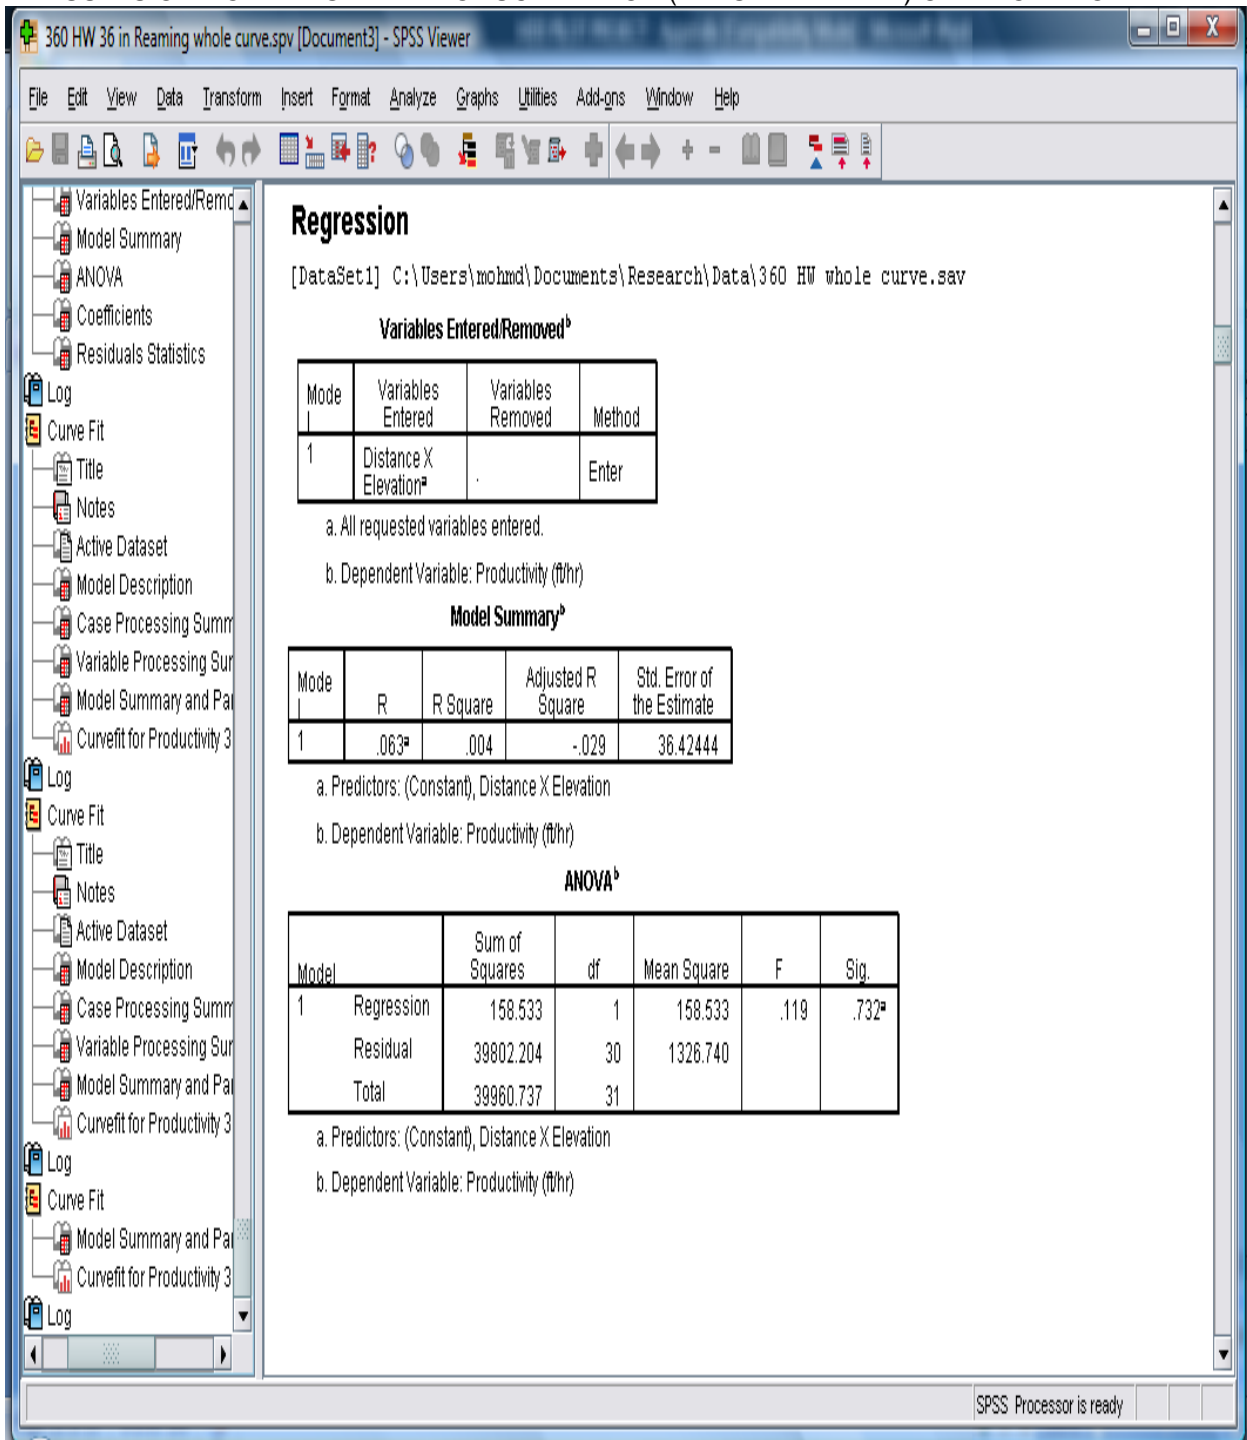 360 HW 36 in Reaming whole curve.spv [Document3] - SPSS Viewer
File Edit View Data Transform Insert Format Analyze Graphs Utilities Add-ons Window Help
Variables Entered/Remo
Model Summary
ANOVA
Coefficients
Residuals Statistics
Log
Curve Fit
Title
Notes
Active Dataset
Model Description
Case Processing Summ
Variable Processing Sur
Model Summary and Par
Curvefit for Productivity 3
Log
Curve Fit
Title
Notes
Active Dataset
Model Description
Case Processing Summ
Variable Processing Sur
Model Summary and Par
Curvefit for Productivity 3
Log
Curve Fit
Model Summary and Par
Curvefit for Productivity 3
Log
Regression
[DataSet1] C:\Users\mohmd\Documents\Research\Data\360 HW whole curve.sav
Variables Entered/Removed b
Mode l Variables Entered Variables Removed Method
1 Distance X Elevation a . Enter
a. All requested variables entered.
b. Dependent Variable: Productivity (ft/hr)
Model Summary b
Mode l R R Square Adjusted R Square Std. Error of the Estimate
1 .063a .004 -.029 36.42444
a. Predictors: (Constant), Distance X Elevation
b. Dependent Variable: Productivity (ft/hr)
ANOVA b
Model Sum of Squares df Mean Square F Sig.
1 Regression 158.533 1 158.533 .119 .732a
Residual 39802.204 30 1326.740
Total 39960.737 31
a. Predictors: (Constant), Distance X Elevation
b. Dependent Variable: Productivity (ft/hr)
SPSS Processor is ready